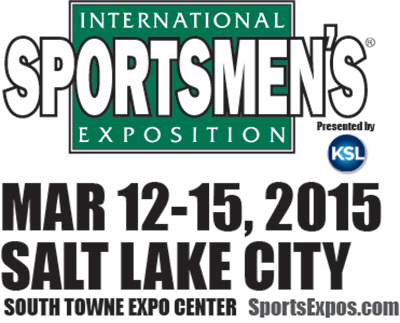 INTERNATIONAL
SPORTSMEN'S®
EXPOSITION
Presented by
KSL
MAR 12-15, 2015
SALT LAKE CITY
SOUTH TOWNE EXPO CENTER SportsExpos.com